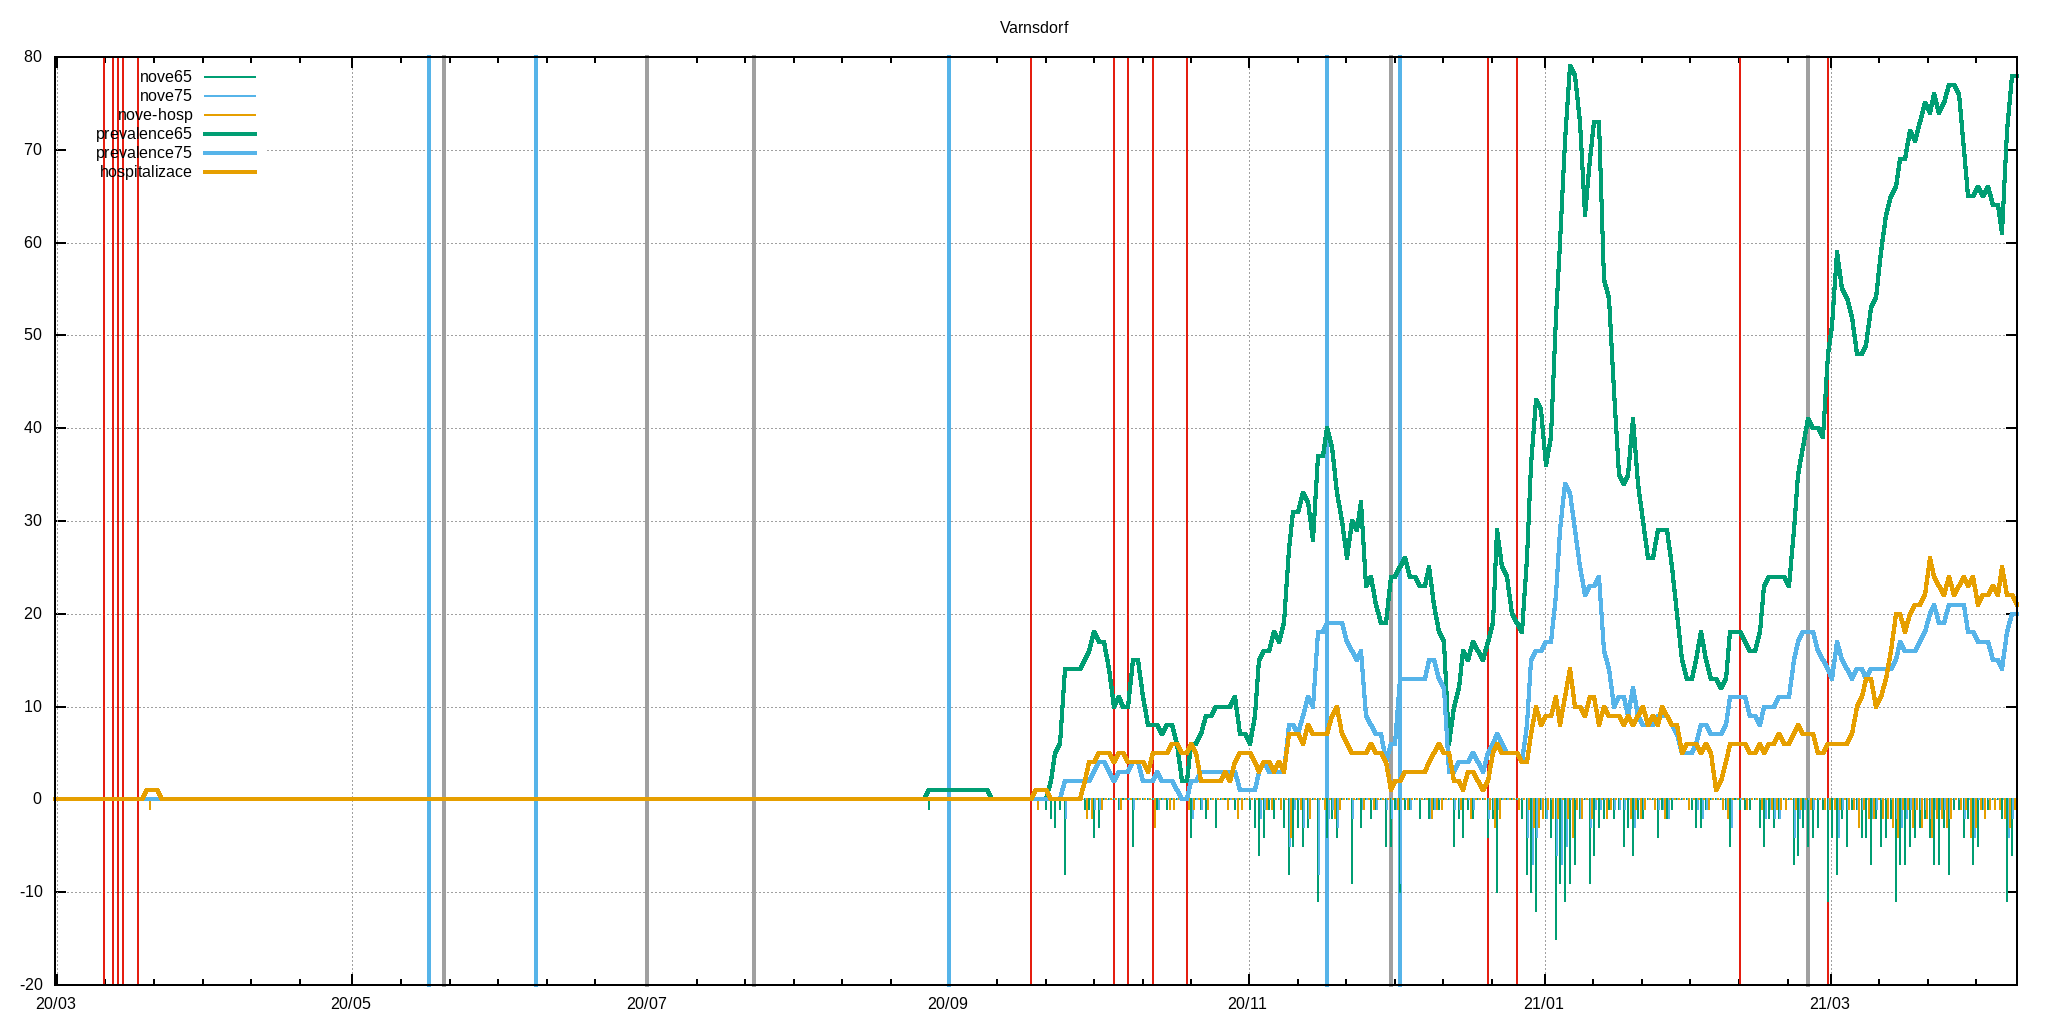 Varnsdorf
80
70
60
50
40
30
20
10
0
-10
-20
nove65
nove75
nove-hosp
prevalence65
prevalence75
hospitalizace
20/03 20/05 20/07 20/09 20/11 21/01 21/03